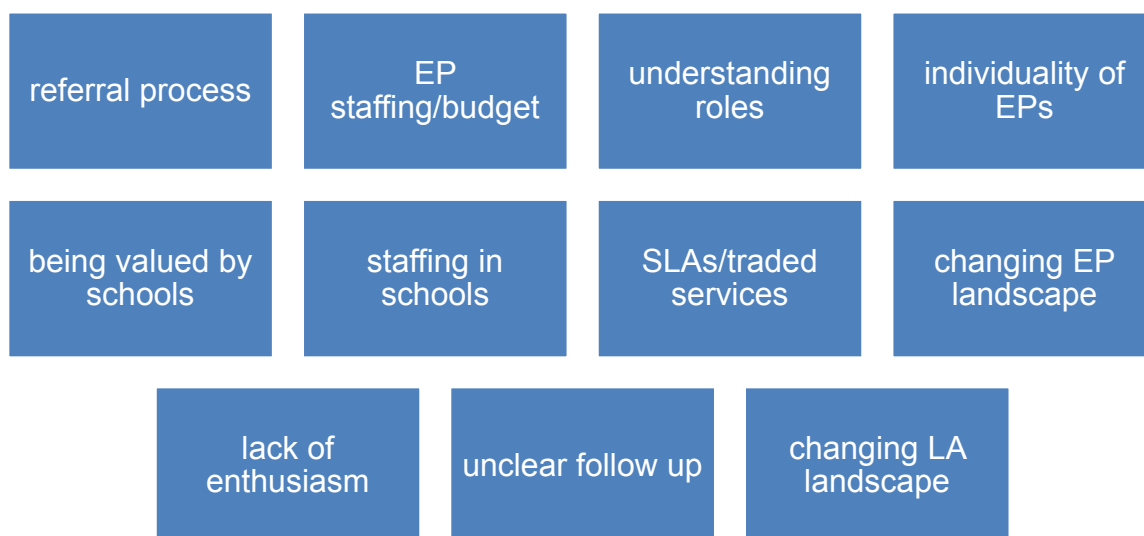 referral process
EP
staffing/budget
understanding
roles
individuality of
EPs
being valued by
schools
staffing in
schools
SLAs/traded
services
changing EP
landscape
lack of
enthusiasm
unclear follow up
changing LA
landscape